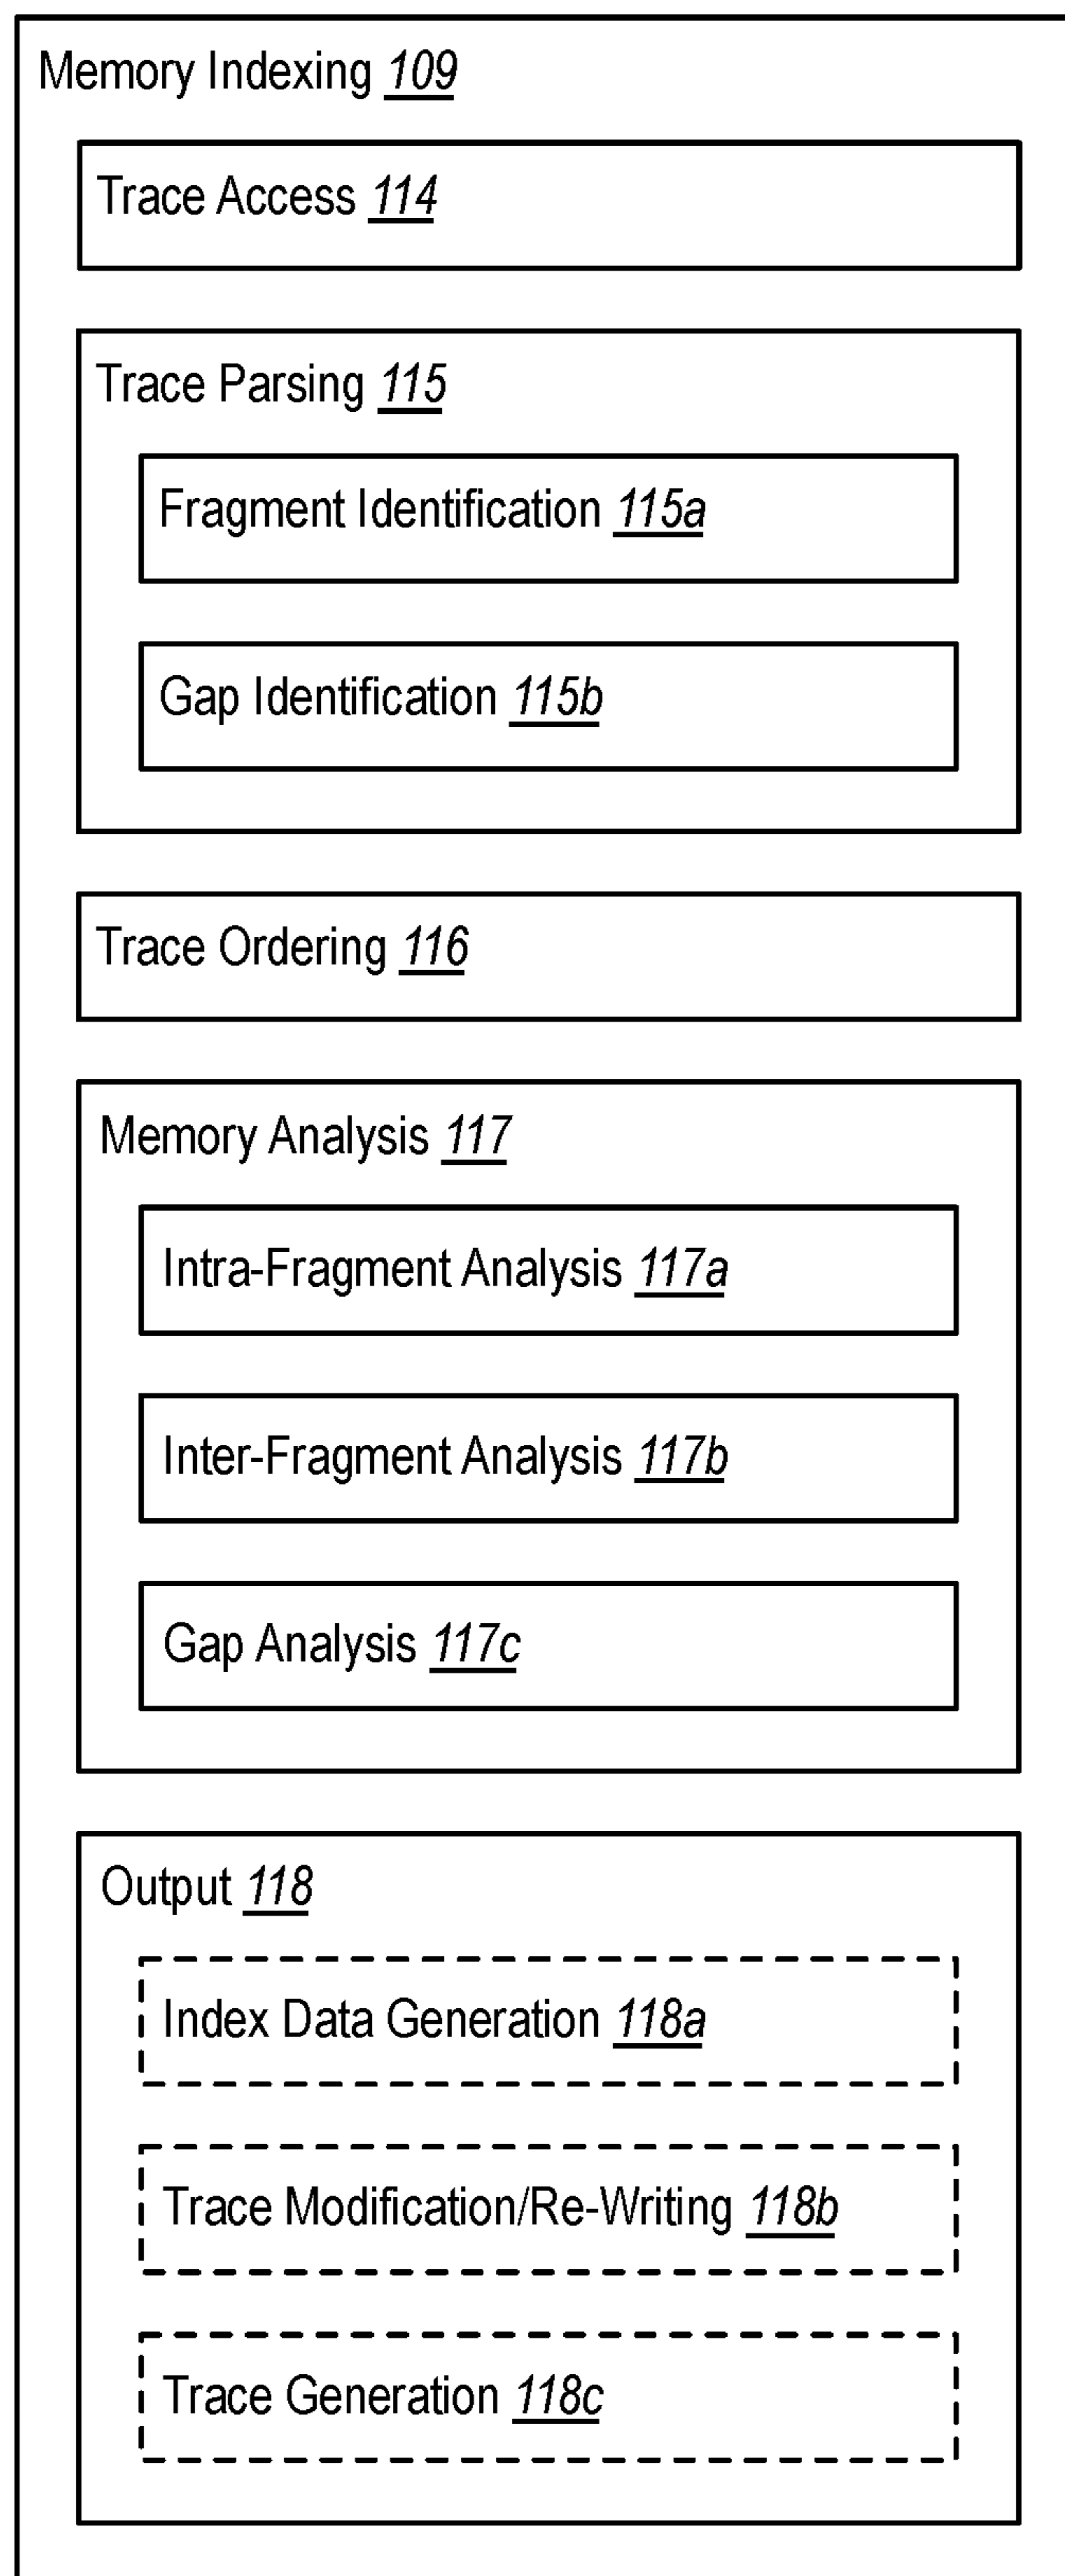 Memory Indexing 109
Trace Access 114
Trace Parsing 115
Fragment Identification 115a
Gap Identification 115b
Trace Ordering 116
Memory Analysis 117
Intra-Fragment Analysis 117a
Inter-Fragment Analysis 117b
Gap Analysis 117c
Output 118
Index Data Generation 118a
Trace Modification/Re-Writing 118b
Trace Generation 118c